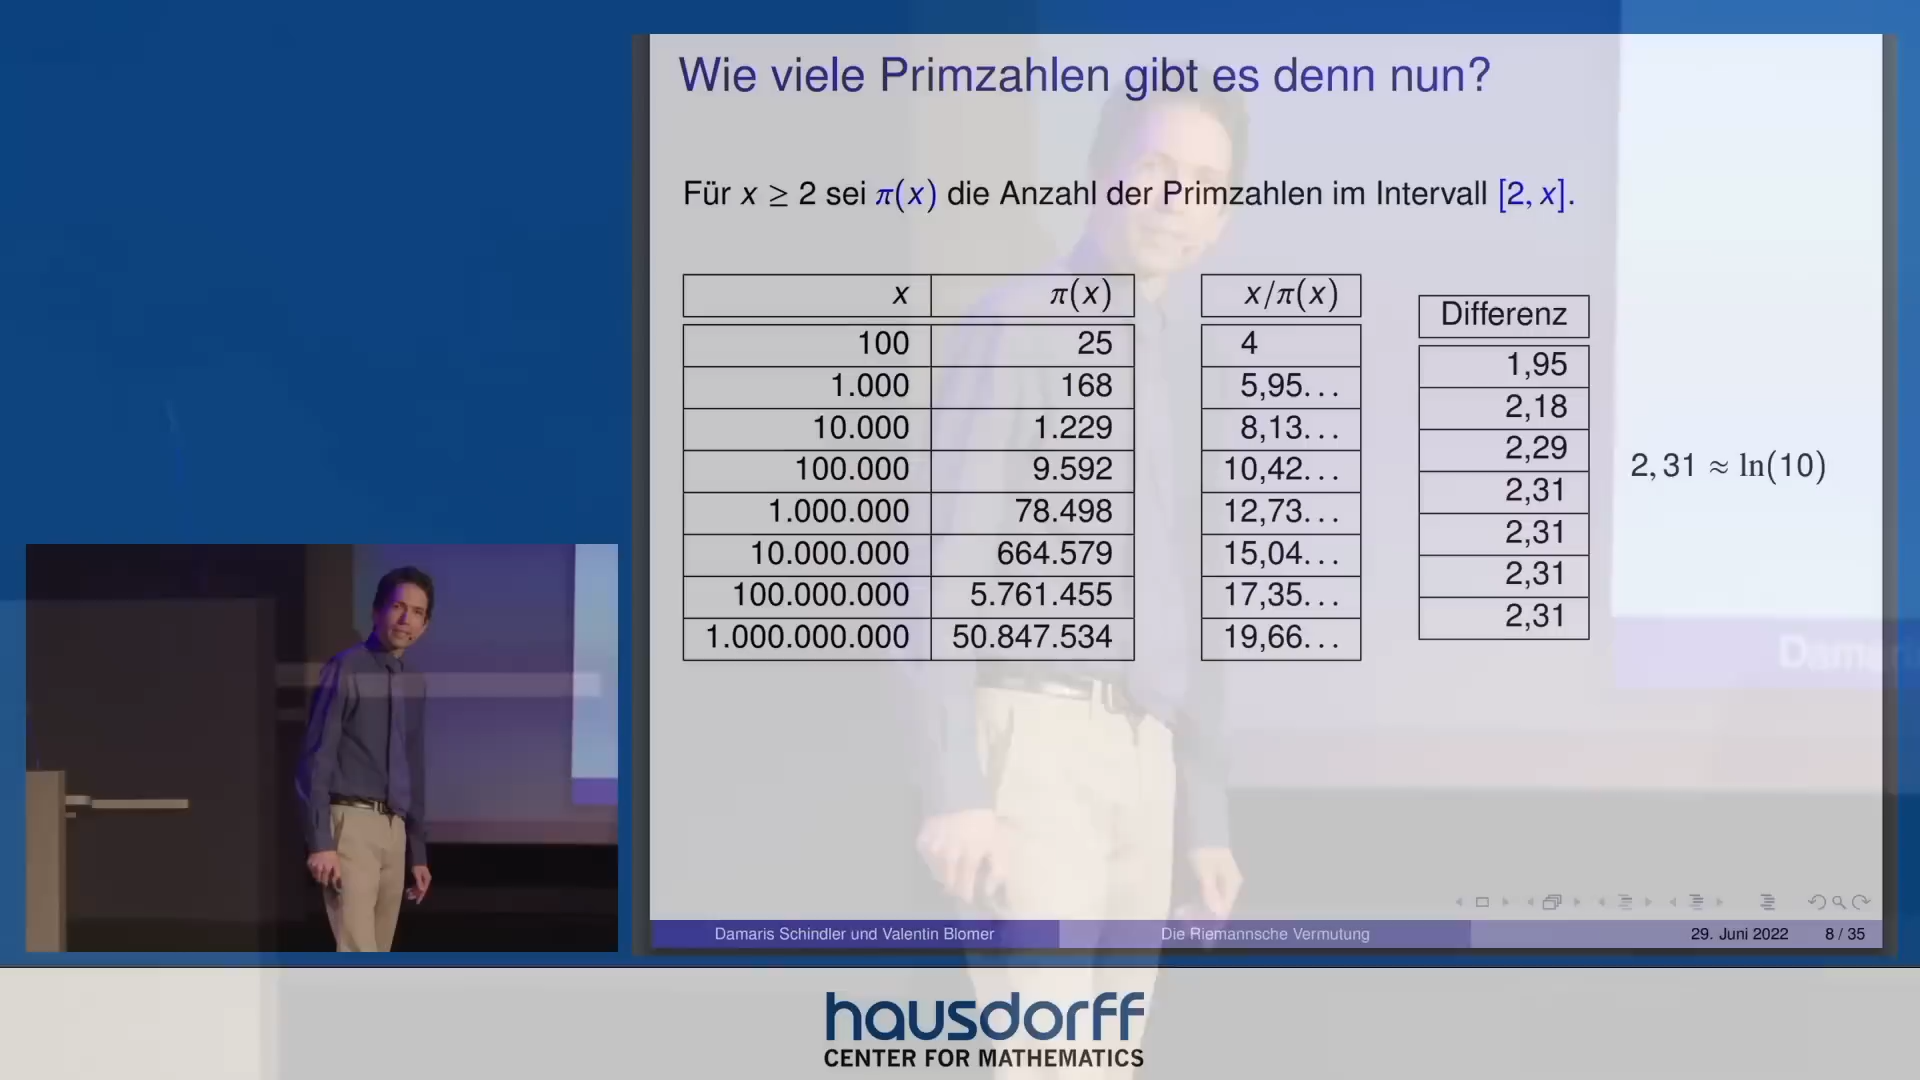 Wie viele Primzahlen gibt es denn nun?
Für x ≥ 2 sei π(x) die Anzahl der Primzahlen im Intervall [2, x].
x π(x) x/π(x) Differenz
100 25 4 1,95
1.000 168 5,95... 2,18
10.000 1.229 8,13... 2,29
100.000 9.592 10,42... 2,31
1.000.000 78.498 12,73... 2,31
10.000.000 664.579 15,04... 2,31
100.000.000 5.761.455 17,35... 2,31
1.000.000.000 50.847.534 19,66...
2, 31 ≈ ln(10)
Damaris Schindler und Valentin Blomer Die Riemannsche Vermutung 29. Juni 2022 8 / 35
hausdorff
CENTER FOR MATHEMATICS